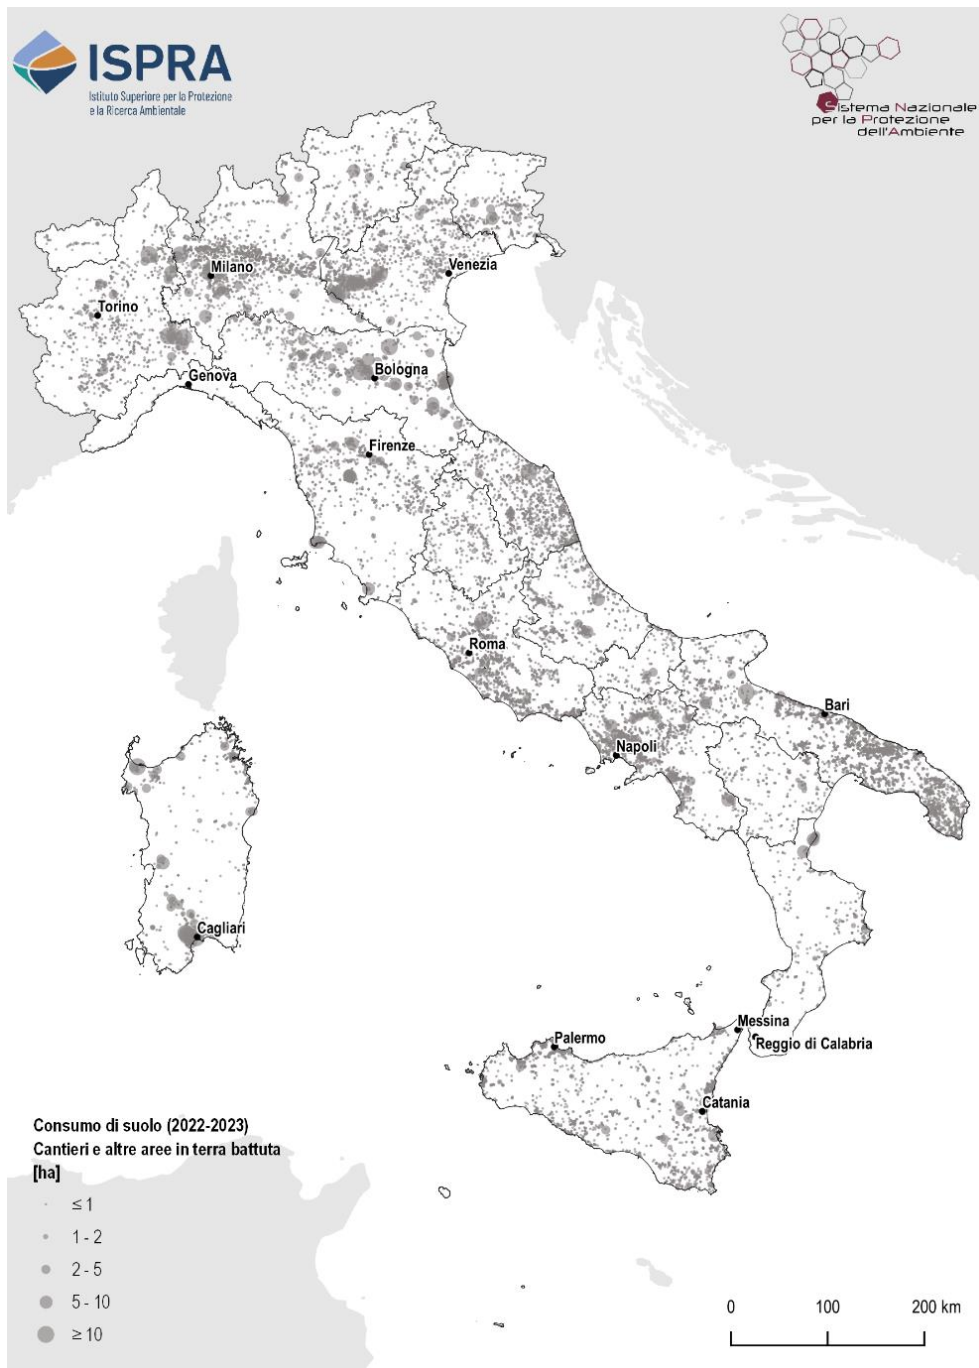 ISPRA
Istituto Superiore per la Protezione
e la Ricerca Ambientale
Sistema Nazionale
per la Protezione
dell'Ambiente
Milano
Venezia
Torino
Bologna
Genova
Firenze
Roma
Bari
Napoli
Cagliari
Messina
Palermo
Reggio di Calabria
Catania
Consumo di suolo (2022-2023)
Cantieri e altre aree in terra battuta
[ha]
≤ 1
1 - 2
2 - 5
5 - 10
≥ 10
0 100 200 km